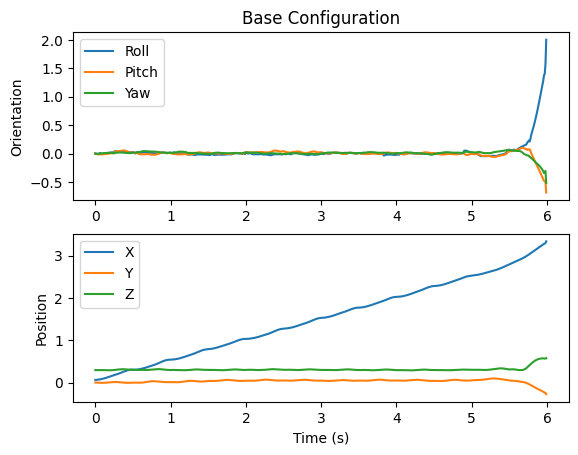 Base Configuration
Orientation
2.0
1.5
1.0
0.5
0.0
−0.5
Roll
Pitch
Yaw
0 1 2 3 4 5 6
Position
3
2
1
0
X
Y
Z
0 1 2 3 4 5 6
Time (s)